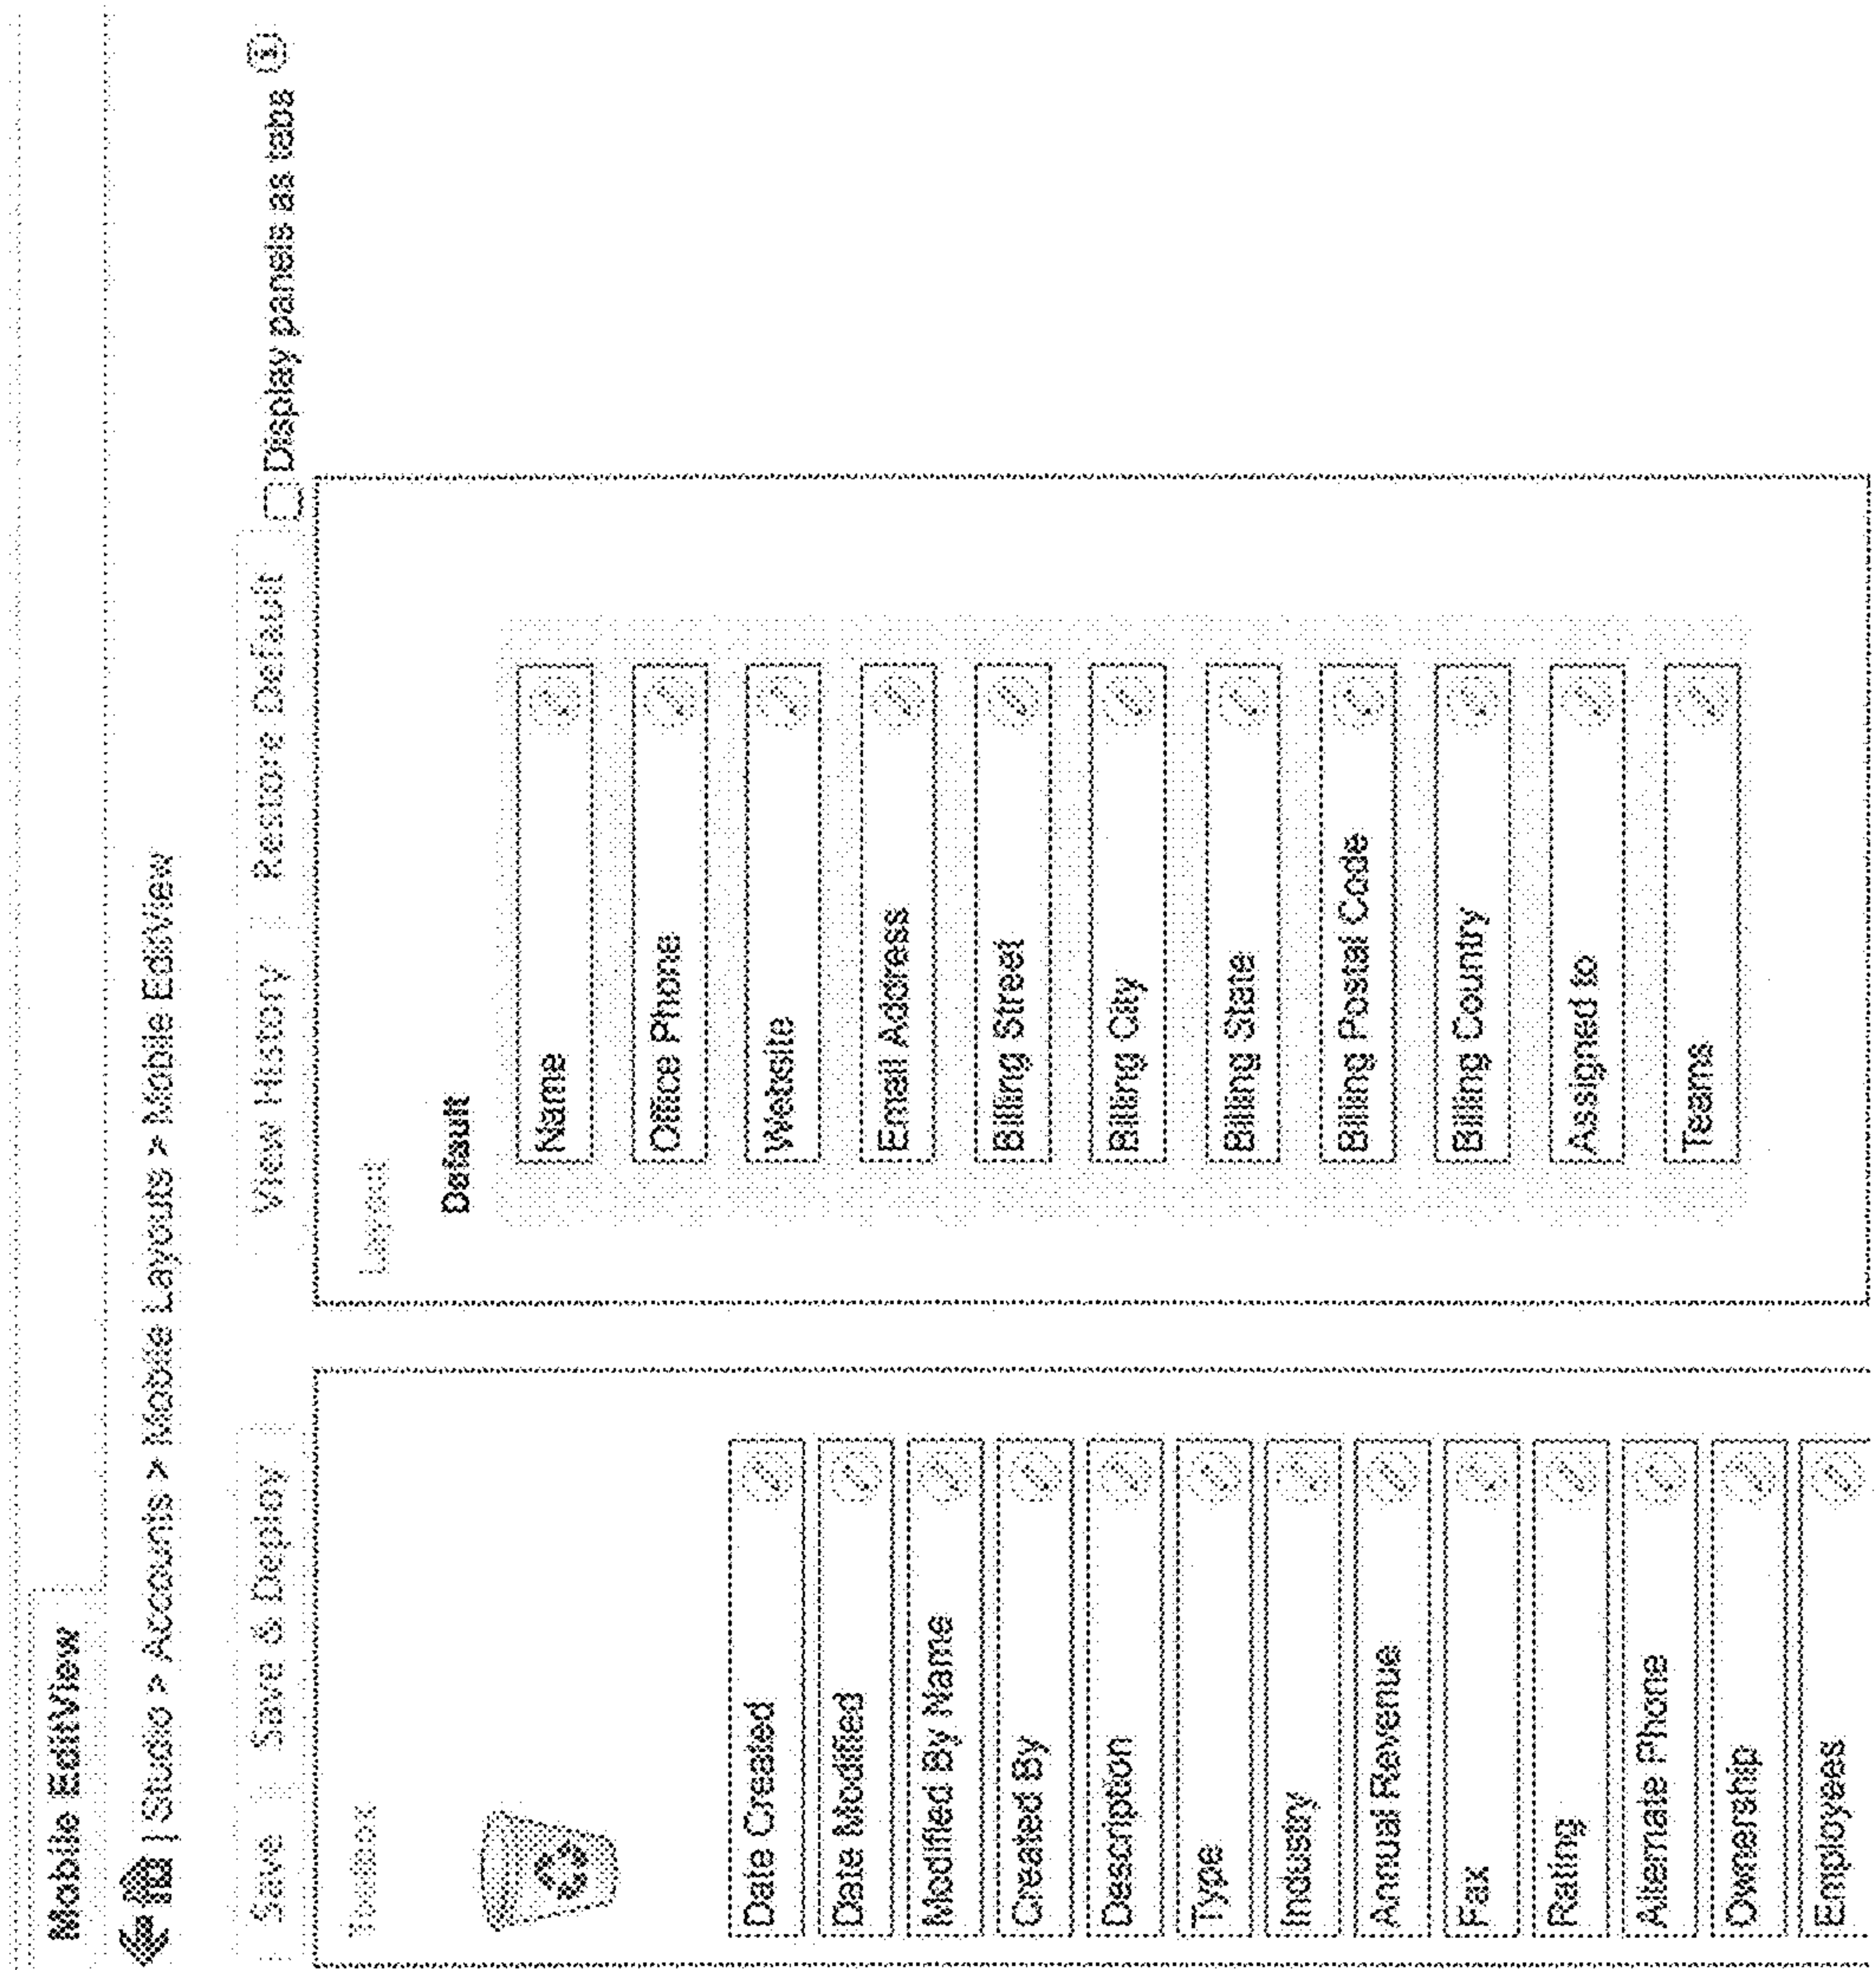 Mobile EditView
| Studio > Accounts > Mobile Layouts > Mobile EditView
Save Save & Deploy View History Restore Default Display panels as tabs
Toolbox
Date Created
Date Modified
Modified By Name
Created By
Description
Type
Industry
Annual Revenue
Fax
Rating
Alternate Phone
Ownership
Employees
Layout
Default
Name
Office Phone
Website
Email Address
Billing Street
Billing City
Billing State
Billing Postal Code
Billing Country
Assigned to
Teams